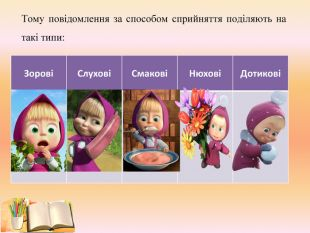 Тому повідомлення за способом сприйняття поділяють на
такі типи:
Зорові Слухові Смакові Нюхові Дотикові